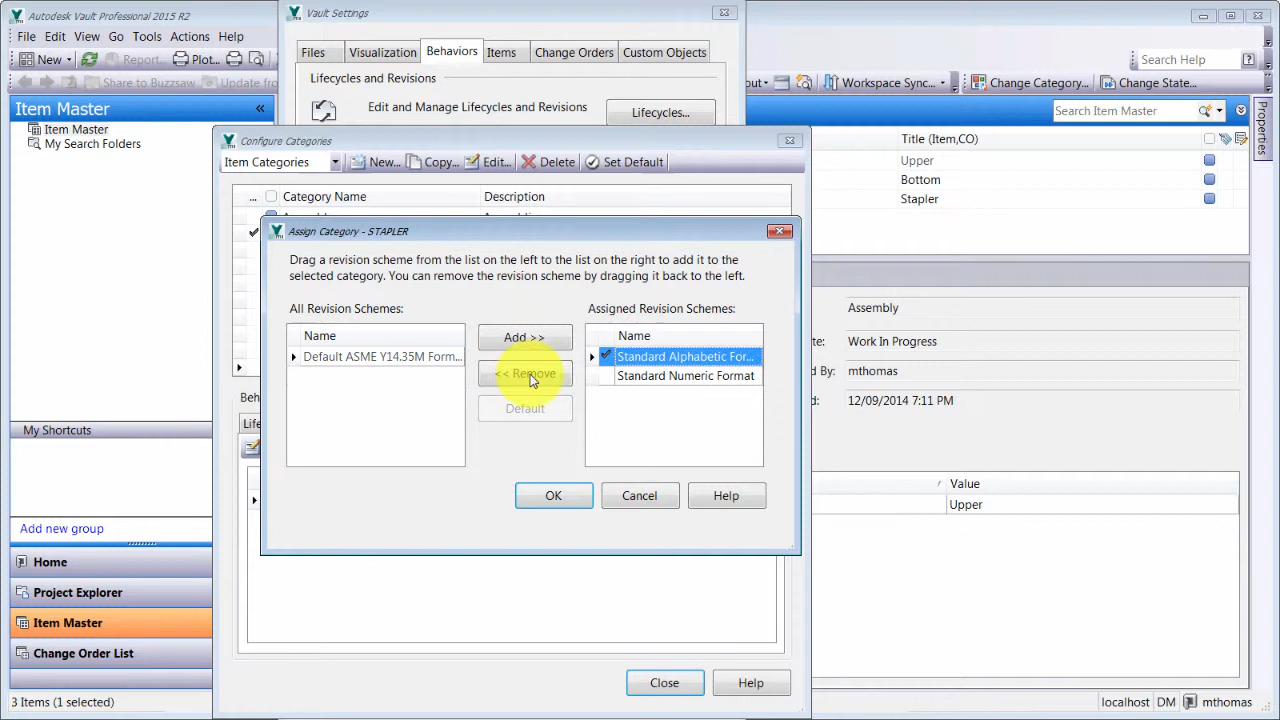 Autodesk Vault Professional 2015 R2
File Edit View Go Tools Actions Help
New Report... Plot...
Share to Buzzsaw Update from
Vault Settings
Files Visualization Behaviors Items Change Orders Custom Objects
Lifecycles and Revisions
Edit and Manage Lifecycles and Revisions Lifecycles...
Search Help
Workspace Sync... Change Category... Change State...
Search Item Master
Properties
Title (Item,CO)
Upper
Bottom
Stapler
Assembly
Work In Progress
mthomas
12/09/2014 7:11 PM
Value
Upper
Item Master
Item Master
My Search Folders
My Shortcuts
Add new group
Home
Project Explorer
Item Master
Change Order List
3 Items (1 selected)
localhost DM mthomas
Configure Categories
Item Categories New... Copy... Edit... Delete Set Default
... Category Name Description
Assign Category - STAPLER
Drag a revision scheme from the list on the left to the list on the right to add it to the
selected category. You can remove the revision scheme by dragging it back to the left.
All Revision Schemes:
Name
Default ASME Y14.35M Form...
Add >>
<< Remove
Default
Assigned Revision Schemes:
Name
Standard Alphabetic For...
Standard Numeric Format
OK Cancel Help
Close Help